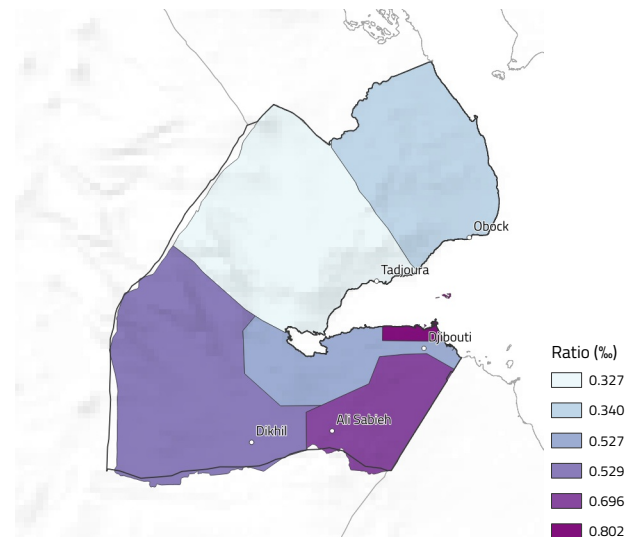 Obock
Tadjoura
Djibouti
Ali Sabieh
Dikhil
Ratio (‰)
0.327
0.340
0.527
0.529
0.696
0.802